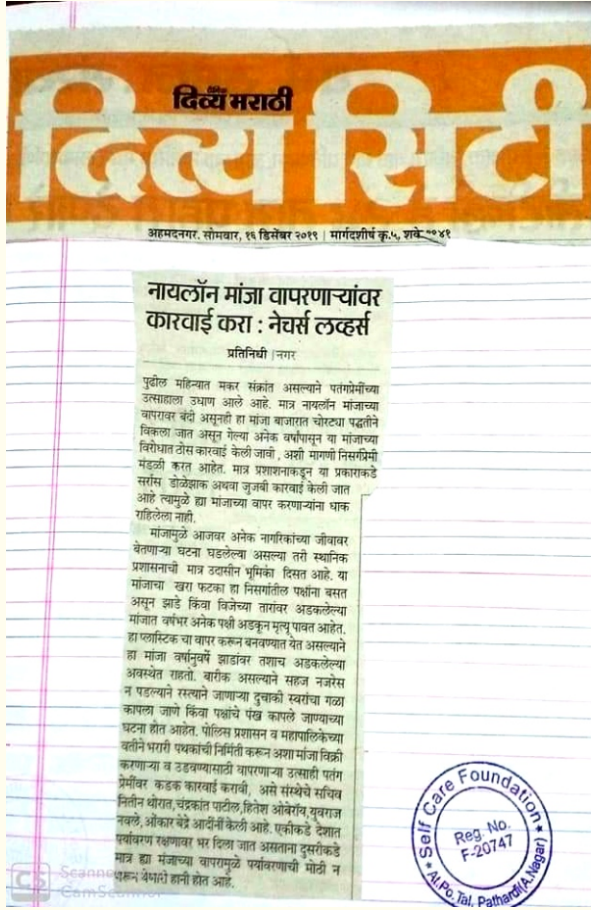 दैनिक
दिव्य मराठी
दिव्य सिटी
अहमदनगर, सोमवार, १६ डिसेंबर २०१९ | मार्गदशीर्ष कृ.५, शके १९४१
नायलॉन मांजा वापरणाऱ्यांवर
कारवाई करा : नेचर्स लव्हर्स
प्रतिनिधी | नगर
पुढील महिन्यात मकर संक्रांत असल्याने पतंगप्रेमींच्या
उत्साहाला उधाण आले आहे. मात्र नायलॉन मांजाच्या
वापरावर बंदी असूनही हा मांजा बाजारात चोरट्या पद्धतीने
विकला जात असून गेल्या अनेक वर्षांपासून या मांजाच्या
विरोधात ठोस कारवाई केली जावी , अशी मागणी निसर्गप्रेमी
मंडळी करत आहेत. मात्र प्रशाशनाकडून या प्रकाराकडे
सर्रास डोळेझाक अथवा जुजबी कारवाई केली जात
आहे त्यामुळे ह्या मांजाच्या वापर करणाऱ्यांना धाक
राहिलेला नाही.
मांजामुळे आजवर अनेक नागरिकांच्या जीवावर
बेतणाऱ्या घटना घडलेल्या असल्या तरी स्थानिक
प्रशासनाची मात्र उदासीन भूमिका दिसत आहे. या
मांजाचा खरा फटका हा निसर्गातील पक्षांना बसत
असून झाडे किंवा विजेच्या तारांवर अडकलेल्या
मांजात वर्षभर अनेक पक्षी अडकून मृत्यू पावत आहेत.
हा प्लास्टिक चा वापर करून बनवण्यात येत असल्याने
हा मांजा वर्षानुवर्षे झाडांवर तशाच अडकलेल्या
अवस्थेत राहतो. बारीक असल्याने सहज नजरेस
न पडल्याने रस्त्याने जाणाऱ्या दुचाकी स्वरांचा गळा
कापला जाणे किंवा पक्षांचे पंख कापले जाण्याच्या
घटना होत आहेत. पोलिस प्रशासन व महापालिकेच्या
वतीने भरारी पथकांची निर्मिती करून अशा मांजा विक्री
करणाऱ्या व उडवण्यासाठी वापरणाऱ्या उत्साही पतंग
प्रेमींवर कडक कारवाई करावी, असे संस्थेचे सचिव
नितीन थोरात, चंद्रकांत पाटोल, हितेश ओबेरॉय, युवराज
नवले, ओंकार बेद्रे आदींनी केली आहे. एकीकडे देशात
पर्यावरण रक्षणावर भर दिला जात असताना दुसरीकडे
मात्र ह्या मंजाच्या वापरामुळे पर्यावरणाची मोठी न
भरून येणारी हानी होत आहे.
Self Care Foundation
Reg. No.
F-20747
At.Po.Tal. Pathardi(A.Nagar)
CS Scanned
CamScanner